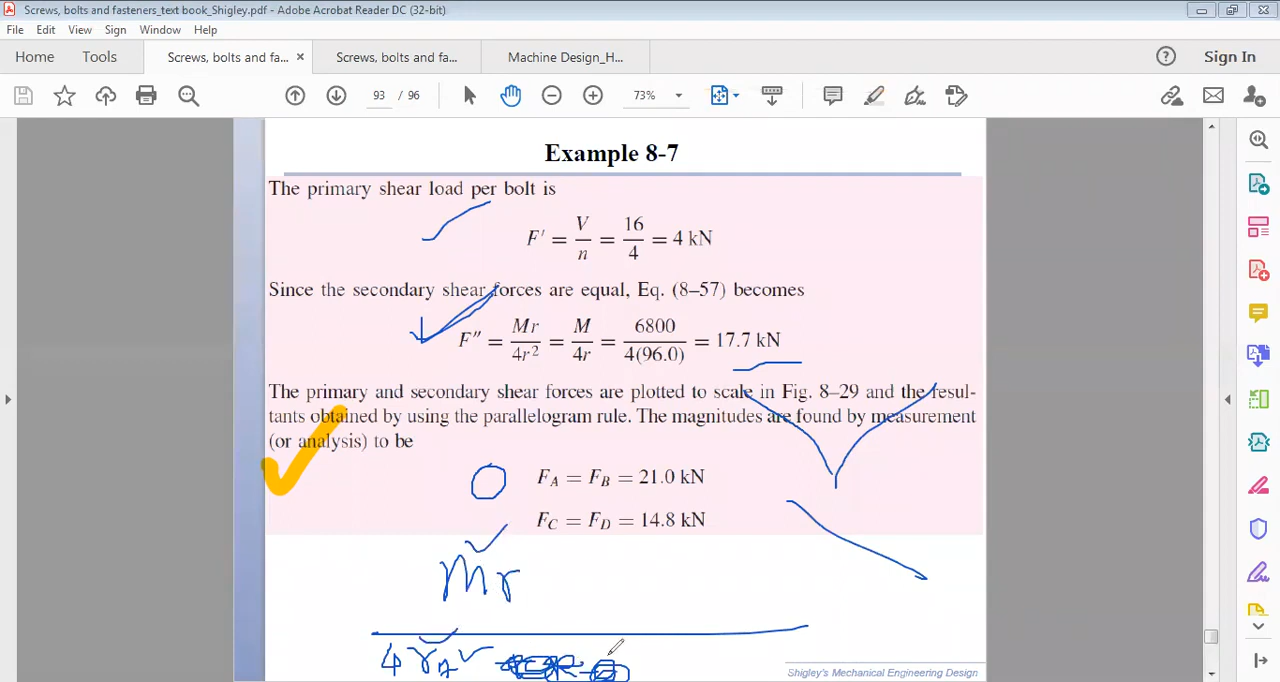 Screws, bolts and fasteners_text book_Shigley.pdf - Adobe Acrobat Reader DC (32-bit)
File Edit View Window Sign Help
Home Tools Screws, bolts and fa... × Screws, bolts and fa... Machine Design_H... Sign In
93 / 96 73%
Example 8-7
The primary shear load per bolt is
F′ = V/n = 16/4 = 4 kN
Since the secondary shear forces are equal, Eq. (8–57) becomes
F″ = Mr/4r² = M/4r = 6800/4(96.0) = 17.7 kN
The primary and secondary shear forces are plotted to scale in Fig. 8–29 and the resul-
tants obtained by using the parallelogram rule. The magnitudes are found by measurement
(or analysis) to be
F_A = F_B = 21.0 kN
F_C = F_D = 14.8 kN
Mr
4
Shigley's Mechanical Engineering Design